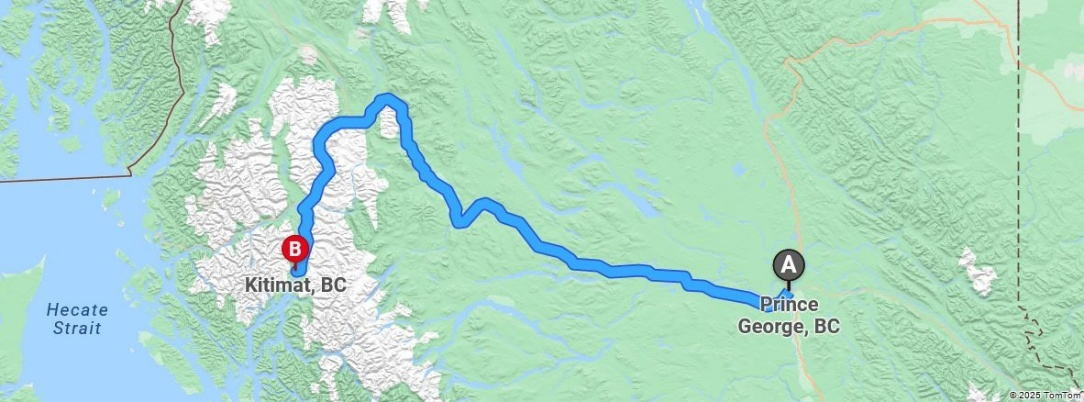 A
B
Kitimat, BC
Prince
George, BC
Hecate
Strait
© 2025 TomTom